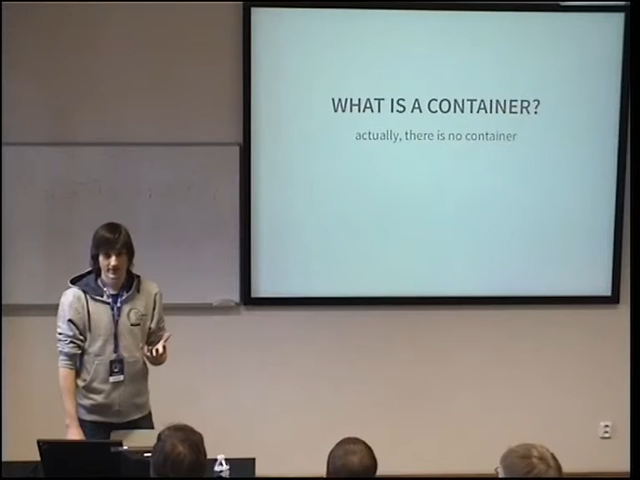 WHAT IS A CONTAINER?
actually, there is no container